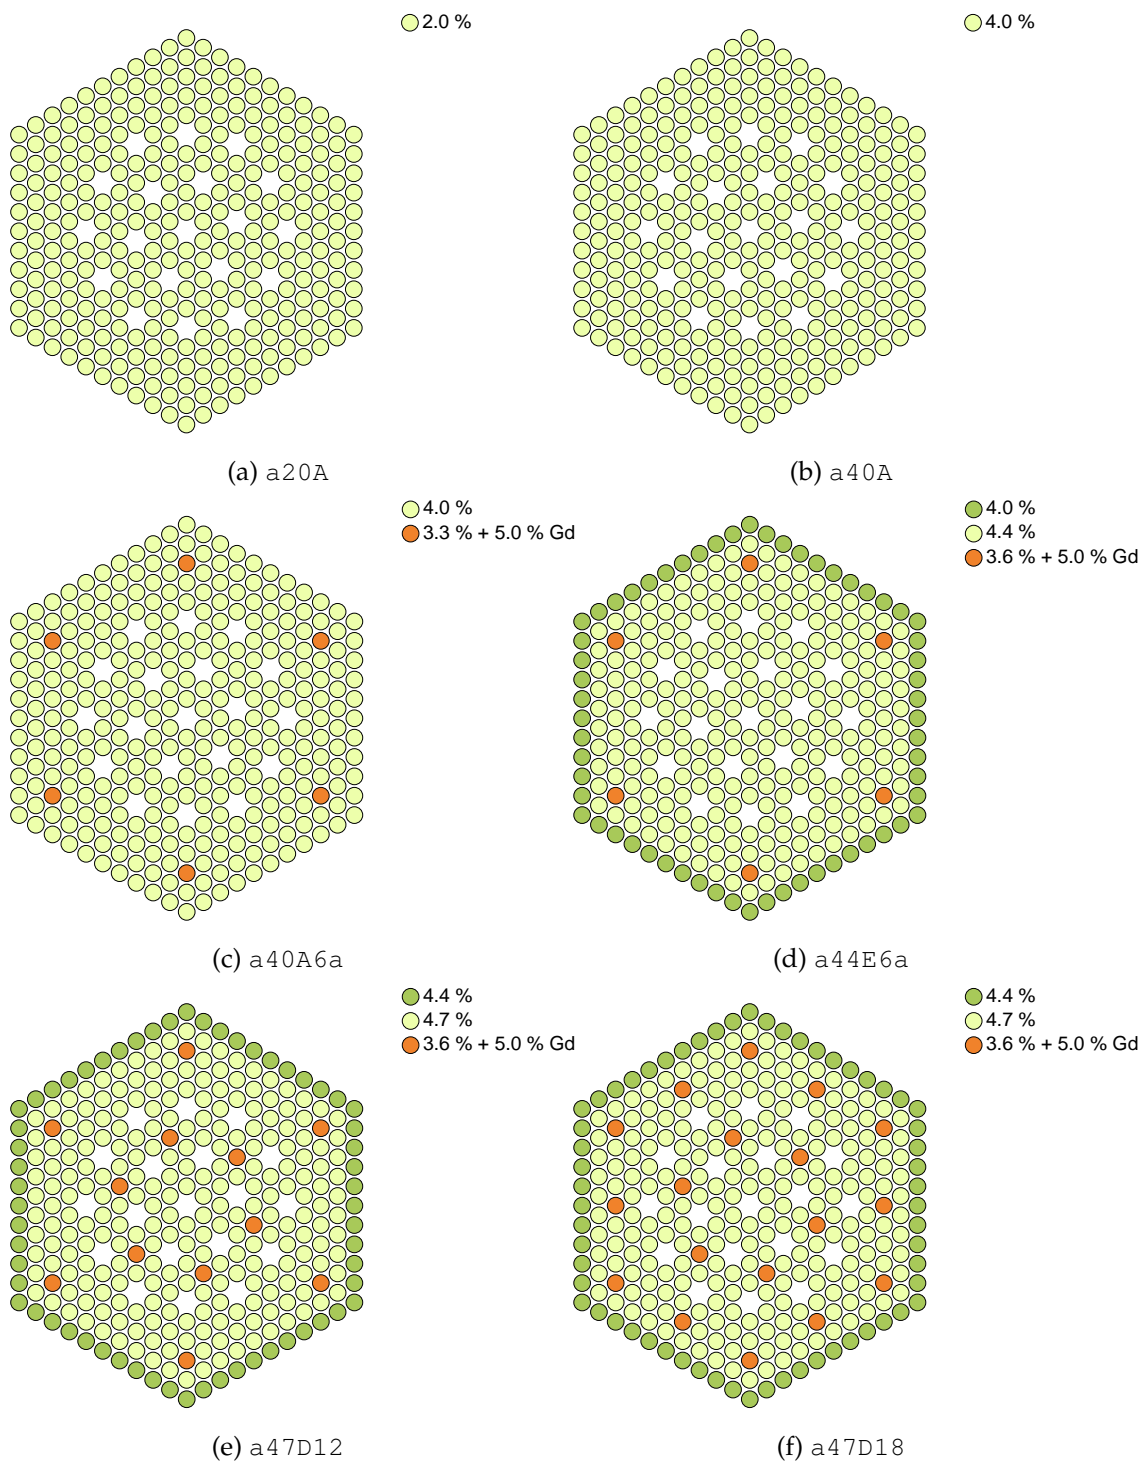 2.0 %
4.0 %
(a) a20A
(b) a40A
4.0 %
3.3 % + 5.0 % Gd
4.0 %
4.4 %
3.6 % + 5.0 % Gd
(c) a40A6a
(d) a44E6a
4.4 %
4.7 %
3.6 % + 5.0 % Gd
4.4 %
4.7 %
3.6 % + 5.0 % Gd
(e) a47D12
(f) a47D18